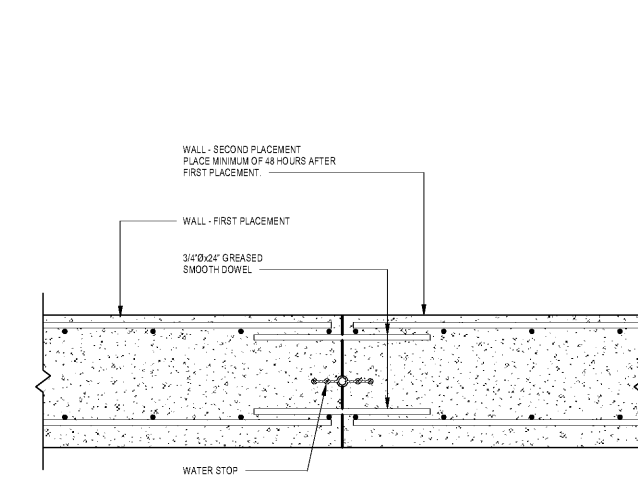 WALL - SECOND PLACEMENT
PLACE MINIMUM OF 48 HOURS AFTER
FIRST PLACEMENT.
WALL - FIRST PLACEMENT
3/4"Øx24" GREASED
SMOOTH DOWEL
WATER STOP